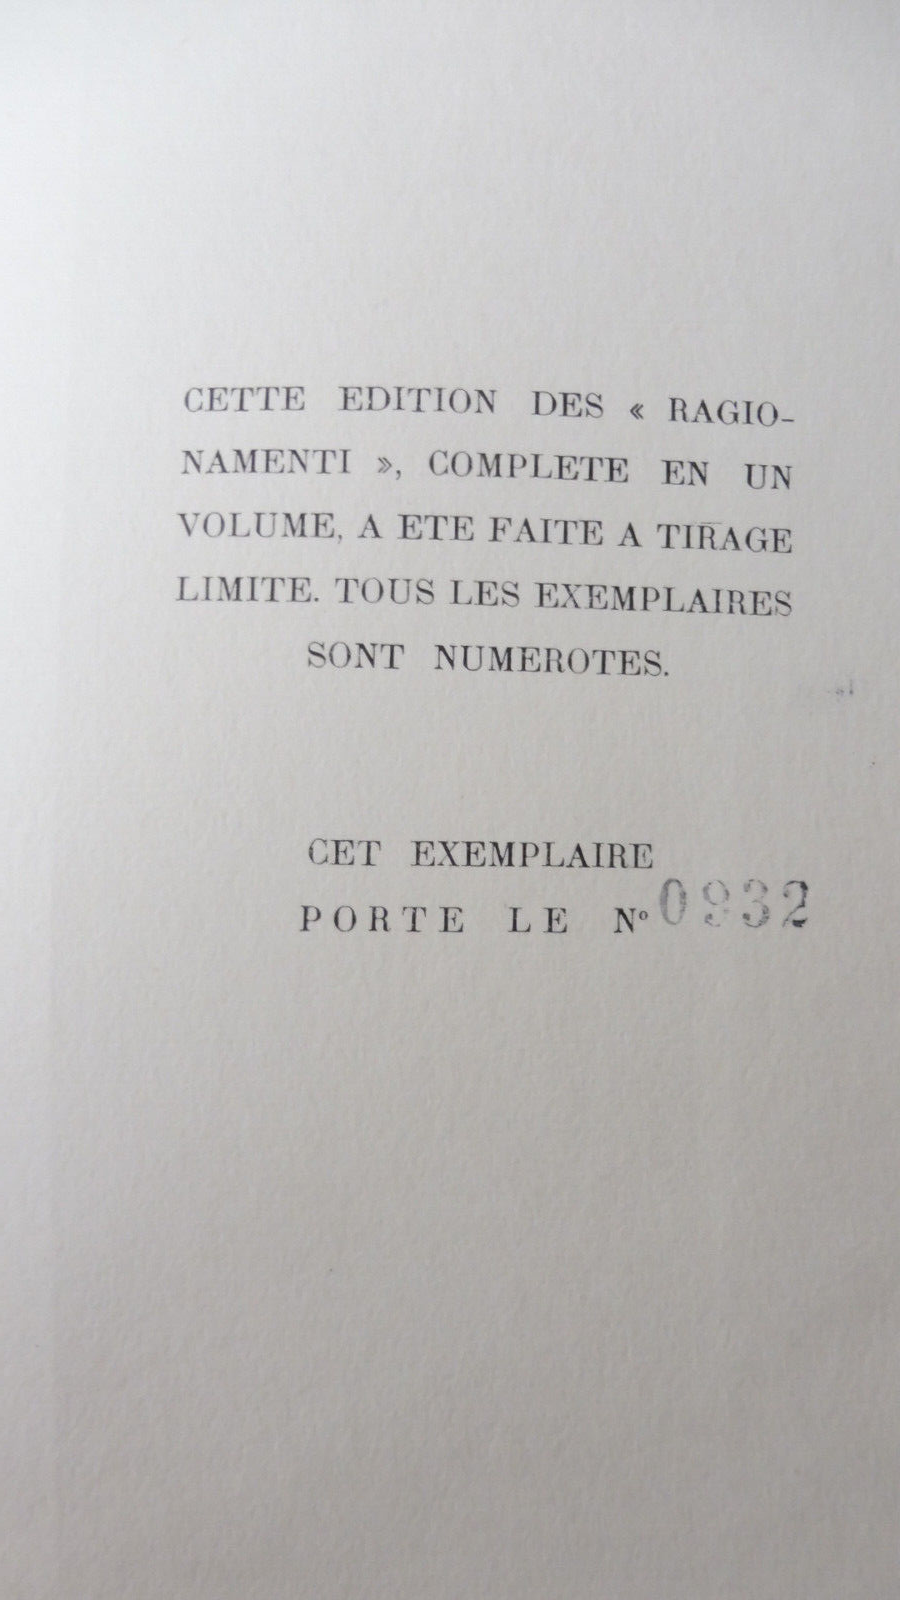 CETTE EDITION DES « RAGIO-
NAMENTI », COMPLETE EN UN
VOLUME, A ETE FAITE A TIRAGE
LIMITE. TOUS LES EXEMPLAIRES
SONT NUMEROTES.
CET EXEMPLAIRE
PORTE LE Nº 0932